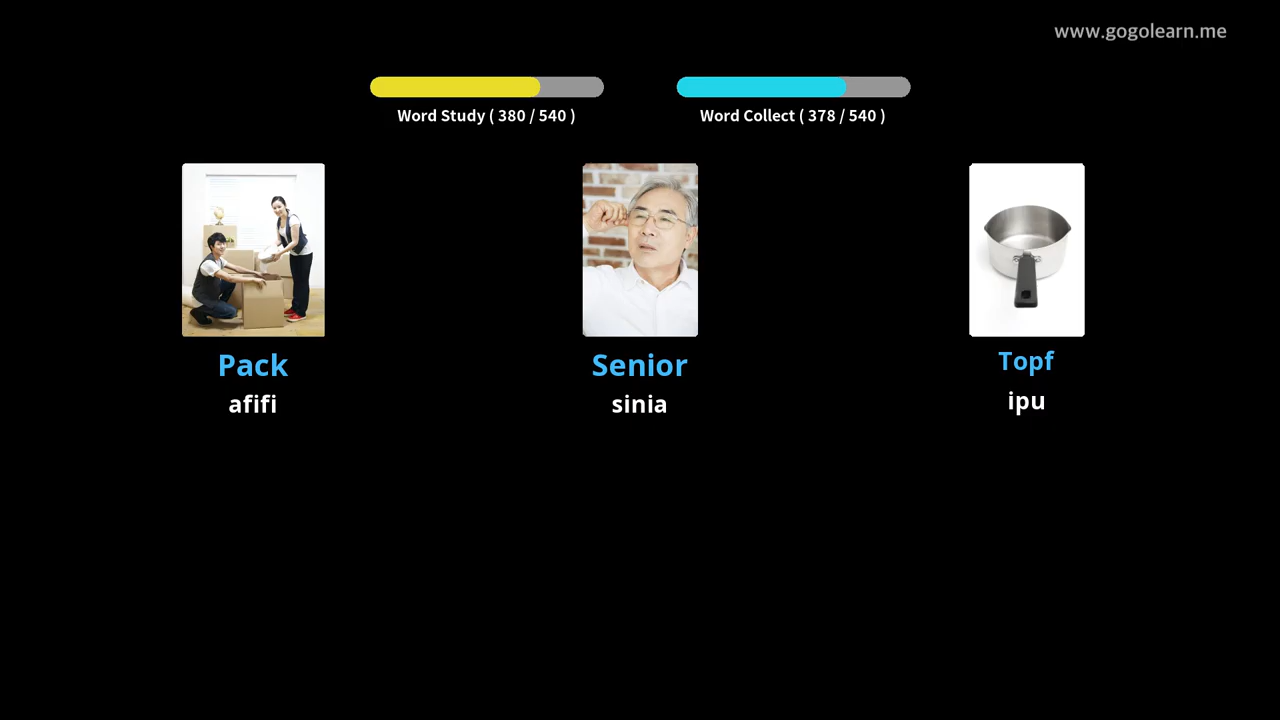 www.gogolearn.me
Word Study ( 380 / 540 )
Word Collect ( 378 / 540 )
Pack
afifi
Senior
sinia
Topf
ipu